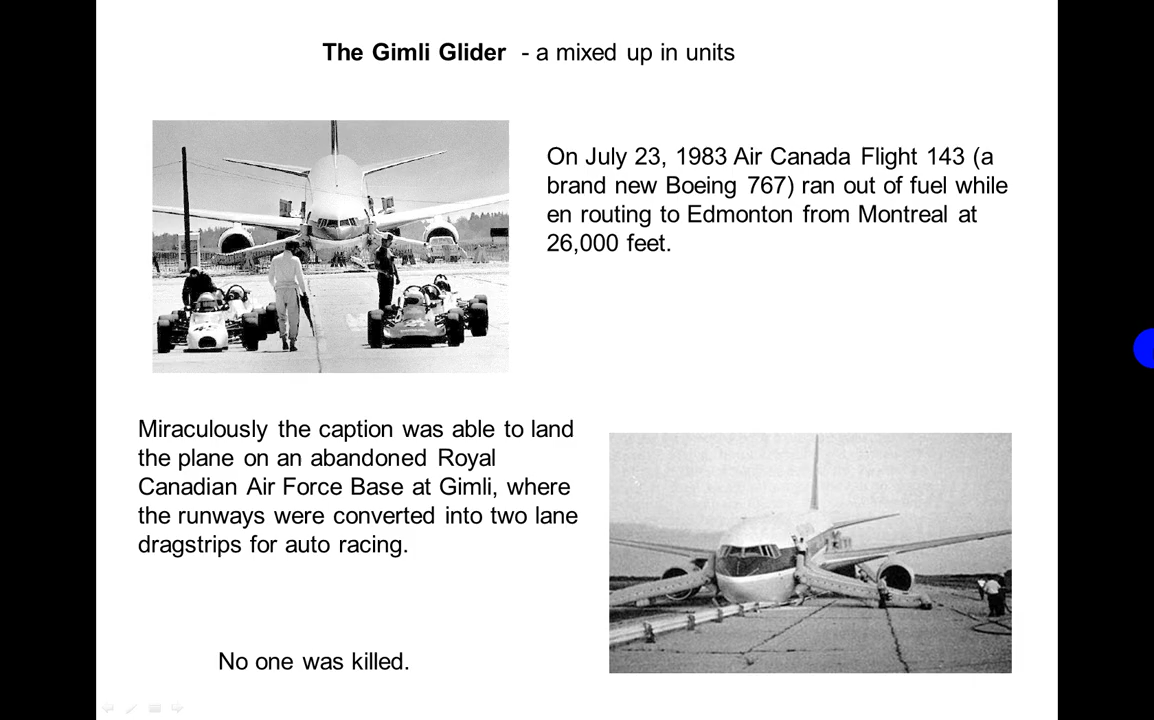 The Gimli Glider - a mixed up in units
On July 23, 1983 Air Canada Flight 143 (a
brand new Boeing 767) ran out of fuel while
en routing to Edmonton from Montreal at
26,000 feet.
Miraculously the caption was able to land
the plane on an abandoned Royal
Canadian Air Force Base at Gimli, where
the runways were converted into two lane
dragstrips for auto racing.
No one was killed.